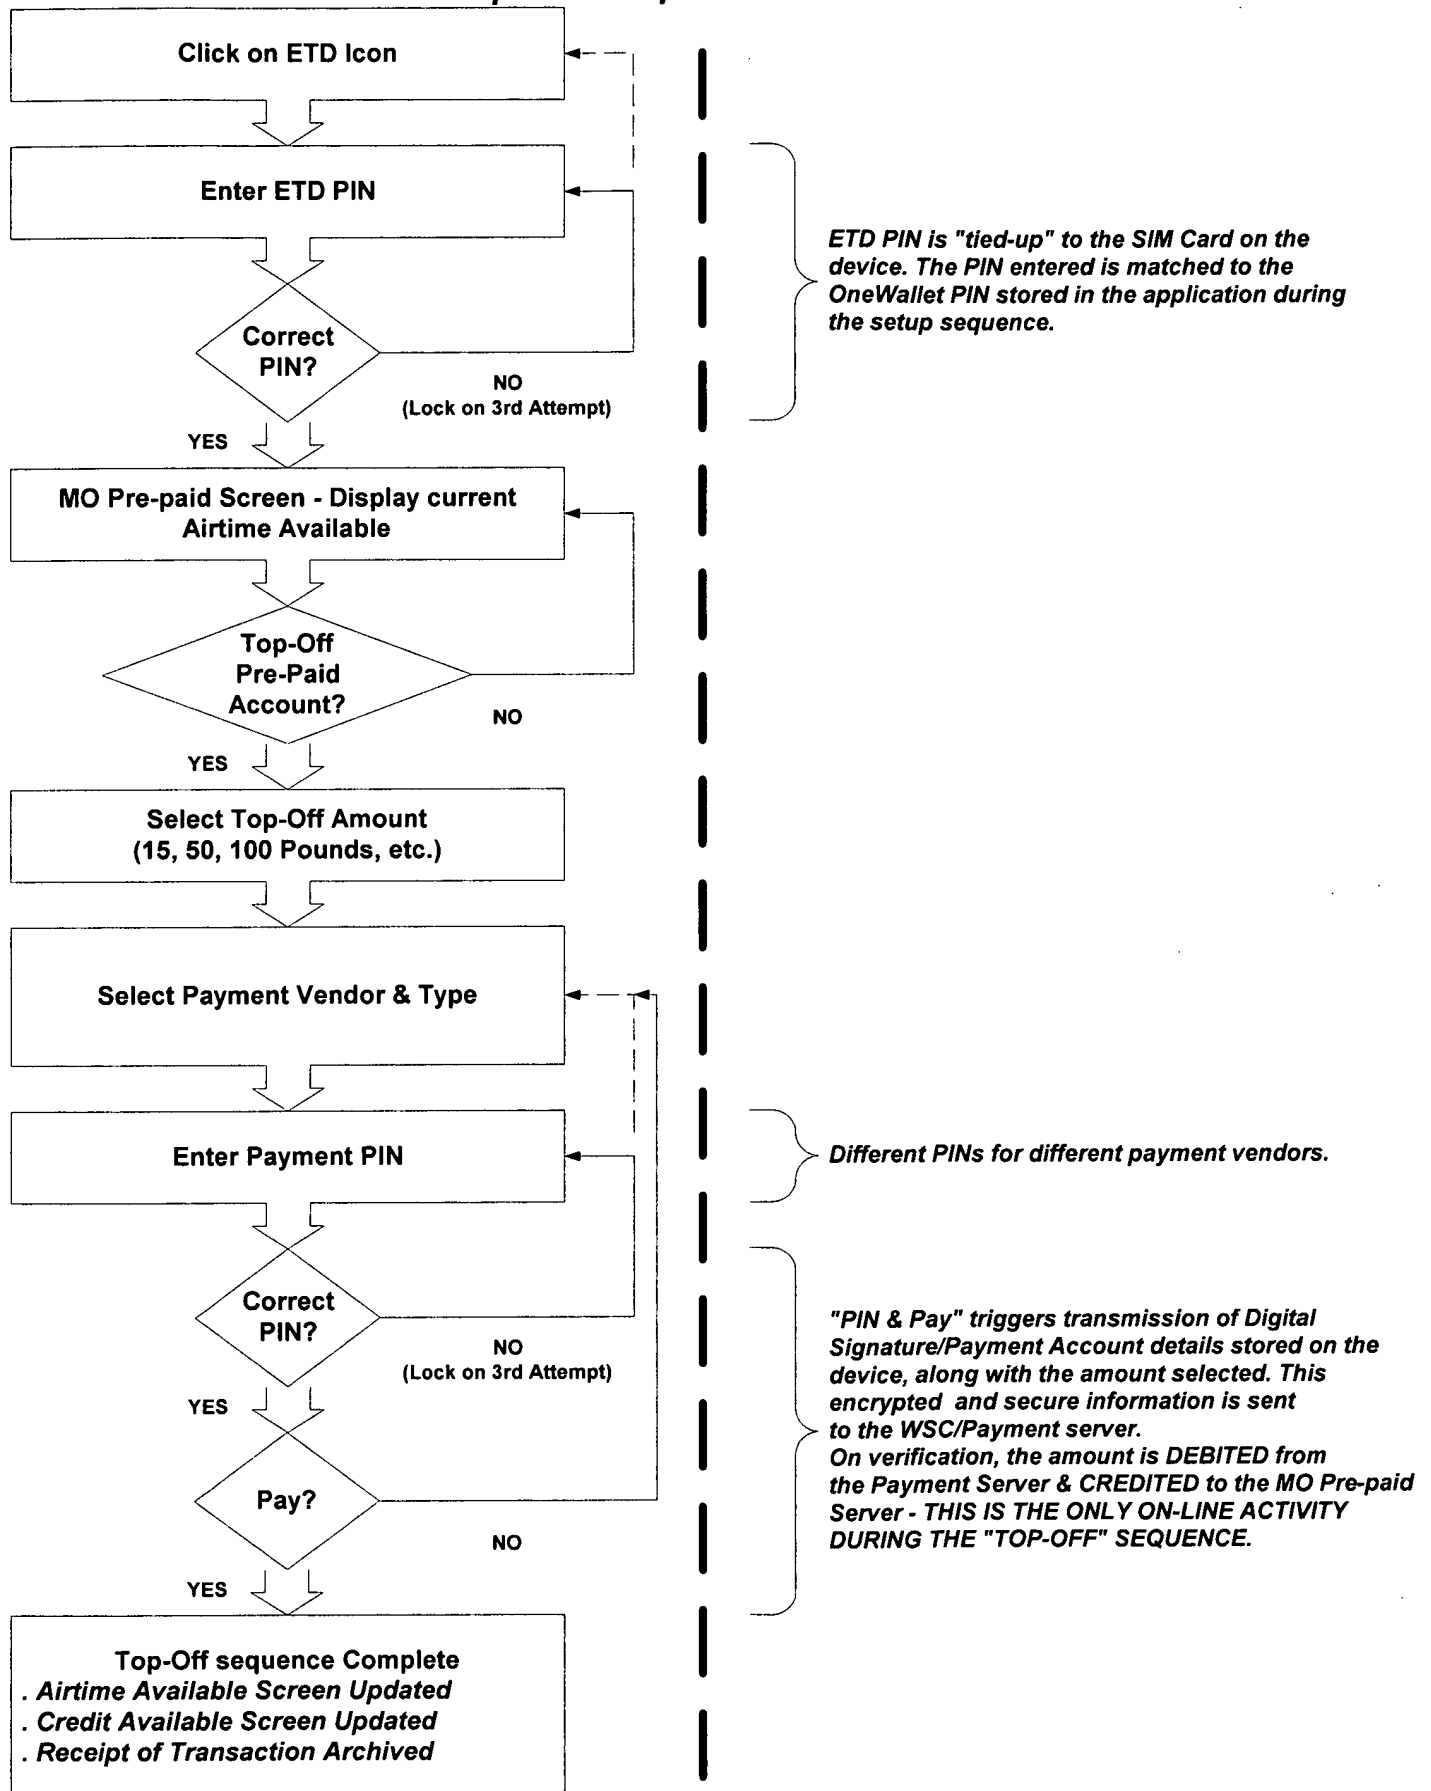 Click on ETD Icon
Enter ETD PIN
ETD PIN is "tied-up" to the SIM Card on the
device. The PIN entered is matched to the
OneWallet PIN stored in the application during
the setup sequence.
Correct
PIN?
NO
(Lock on 3rd Attempt)
YES
MO Pre-paid Screen - Display current
Airtime Available
Top-Off
Pre-Paid
Account?
NO
YES
Select Top-Off Amount
(15, 50, 100 Pounds, etc.)
Select Payment Vendor & Type
Enter Payment PIN
Different PINs for different payment vendors.
Correct
PIN?
NO
(Lock on 3rd Attempt)
YES
"PIN & Pay" triggers transmission of Digital
Signature/Payment Account details stored on the
device, along with the amount selected. This
encrypted and secure information is sent
to the WSC/Payment server.
On verification, the amount is DEBITED from
the Payment Server & CREDITED to the MO Pre-paid
Server - THIS IS THE ONLY ON-LINE ACTIVITY
DURING THE "TOP-OFF" SEQUENCE.
Pay?
NO
YES
Top-Off sequence Complete
. Airtime Available Screen Updated
. Credit Available Screen Updated
. Receipt of Transaction Archived